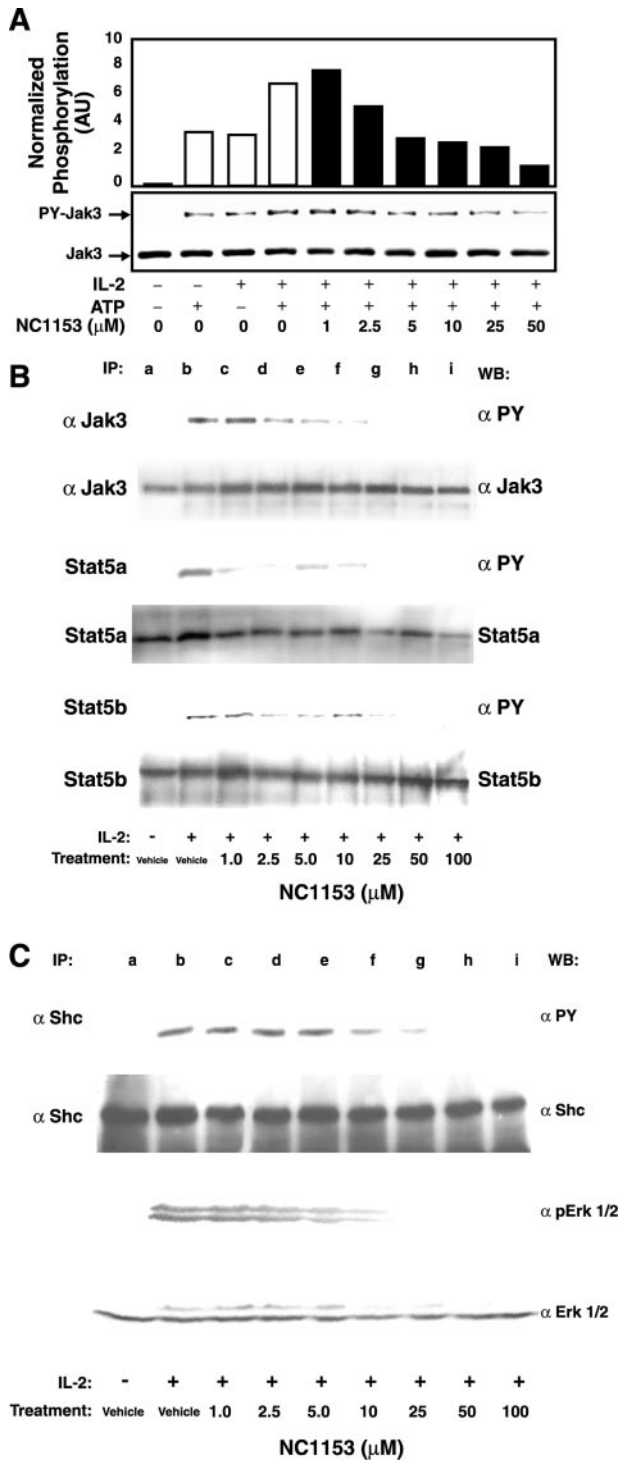 A
Normalized
Phosphorylation
(AU)
10
8
6
4
2
0
PY-Jak3
Jak3
IL-2 – – + + + + + + + +
ATP – + – + + + + + + +
NC1153 (μM) 0 0 0 0 1 2.5 5 10 25 50
B
IP: a b c d e f g h i WB:
α Jak3 α PY
α Jak3 α Jak3
Stat5a α PY
Stat5a Stat5a
Stat5b α PY
Stat5b Stat5b
IL-2: - + + + + + + + +
Treatment: Vehicle Vehicle 1.0 2.5 5.0 10 25 50 100
NC1153 (μM)
C
IP: a b c d e f g h i WB:
α Shc α PY
α Shc α Shc
α pErk 1/2
α Erk 1/2
IL-2: - + + + + + + + +
Treatment: Vehicle Vehicle 1.0 2.5 5.0 10 25 50 100
NC1153 (μM)